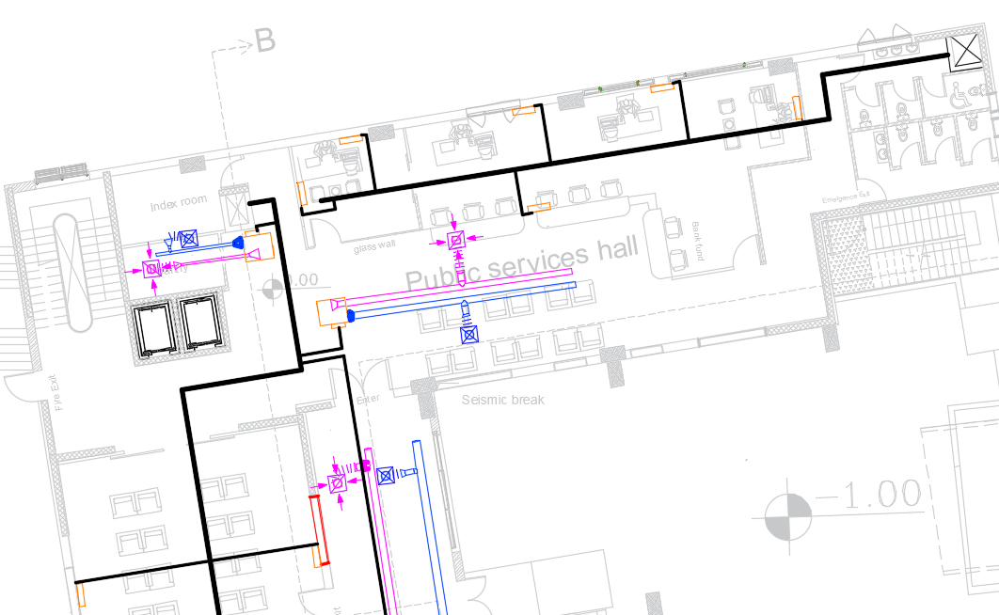 B
Index room
glass wall
Public services hall
Bank fund
Emergence Exit
0.00
Fire Exit
Enter
Seismic break
-1.00